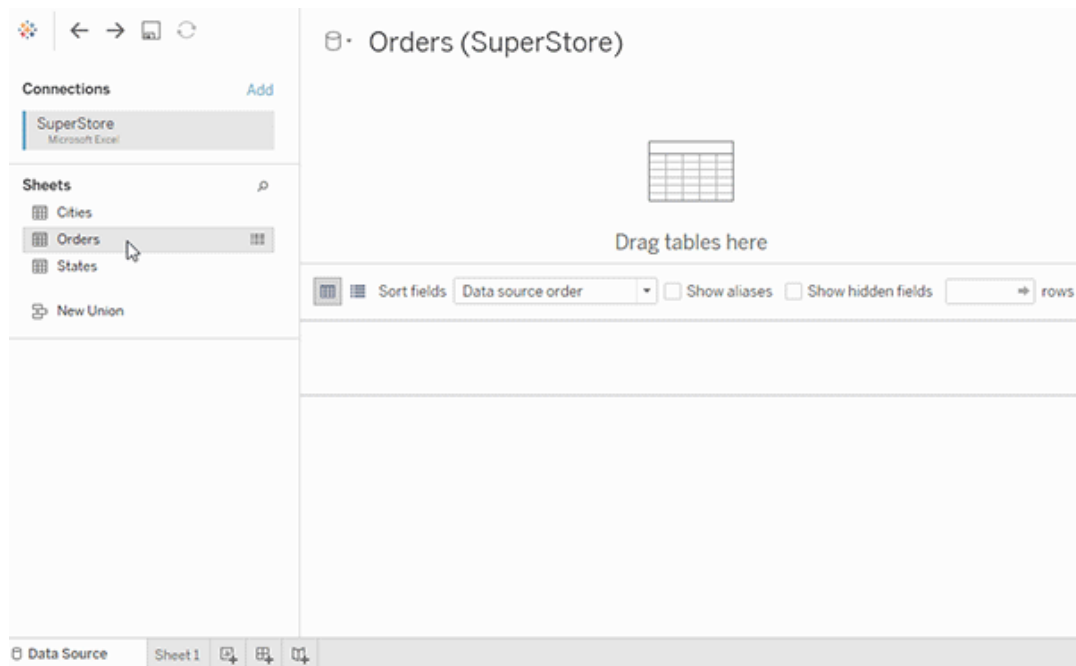 Orders (SuperStore)
Connections Add
SuperStore
Microsoft Excel
Sheets
Cities
Orders
States
New Union
Drag tables here
Sort fields Data source order Show aliases Show hidden fields rows
Data Source Sheet 1